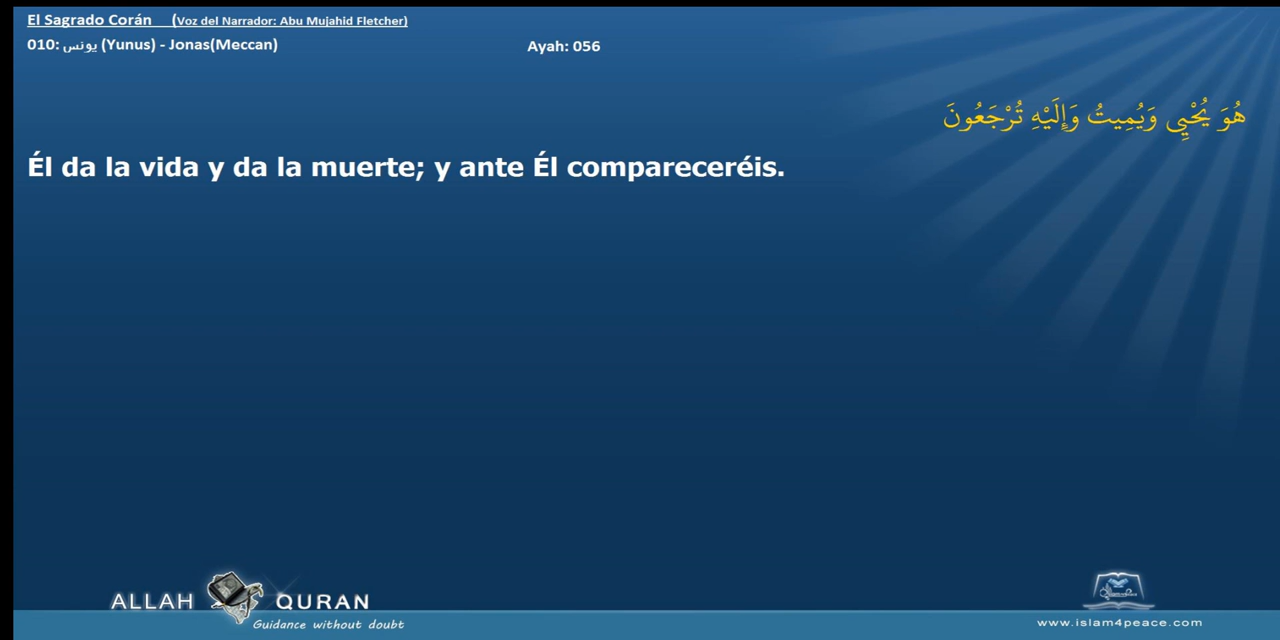 El Sagrado Corán (Voz del Narrador: Abu Mujahid Fletcher)
010: يونس (Yunus) - Jonas(Meccan) Ayah: 056
هُوَ يُحْيِي وَيُمِيتُ وَإِلَيْهِ تُرْجَعُونَ
Él da la vida y da la muerte; y ante Él compareceréis.
ALLAH QURAN
Guidance without doubt
www.islam4peace.com